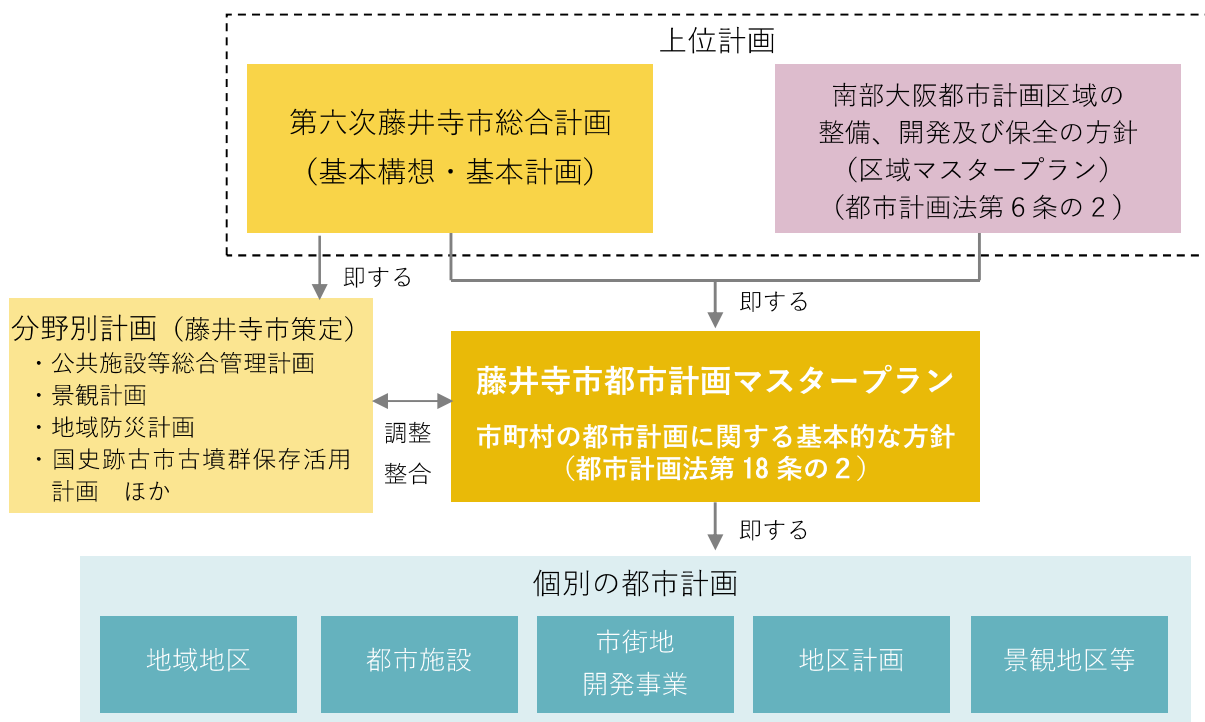 上位計画
第六次藤井寺市総合計画
（基本構想・基本計画）
南部大阪都市計画区域の
整備、開発及び保全の方針
（区域マスタープラン）
（都市計画法第６条の２）
即する
即する
分野別計画（藤井寺市策定）
・公共施設等総合管理計画
・景観計画
・地域防災計画
・国史跡古市古墳群保存活用
計画　ほか
調整
整合
藤井寺市都市計画マスタープラン
市町村の都市計画に関する基本的な方針
（都市計画法第 18 条の２）
即する
個別の都市計画
地域地区
都市施設
市街地
開発事業
地区計画
景観地区等